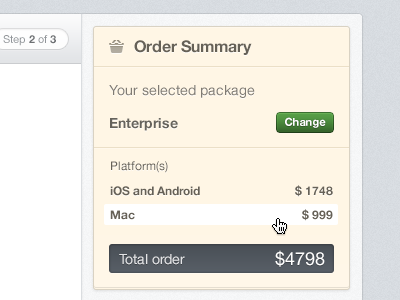 Step 2 of 3
Order Summary
Your selected package
Enterprise
Change
Platform(s)
iOS and Android $ 1748
Mac $ 999
Total order $4798